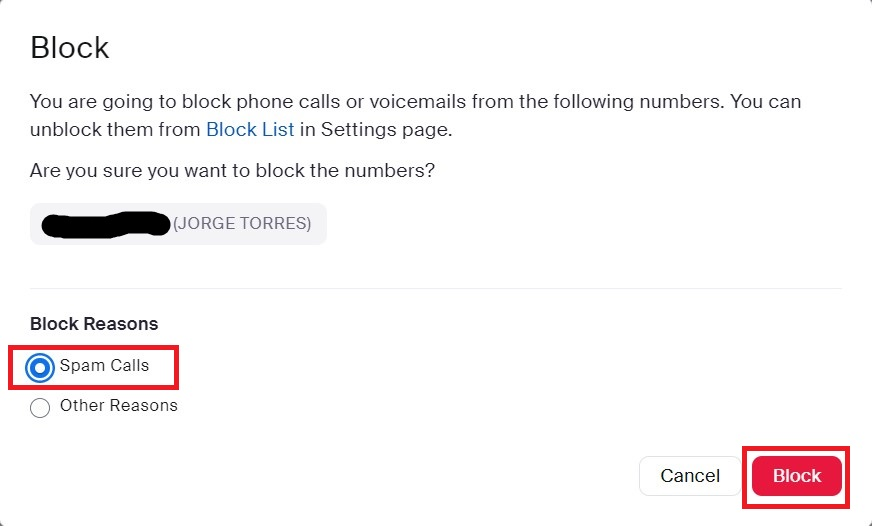 Block
You are going to block phone calls or voicemails from the following numbers. You can
unblock them from Block List in Settings page.
Are you sure you want to block the numbers?
(JORGE TORRES)
Block Reasons
Spam Calls
Other Reasons
Cancel
Block